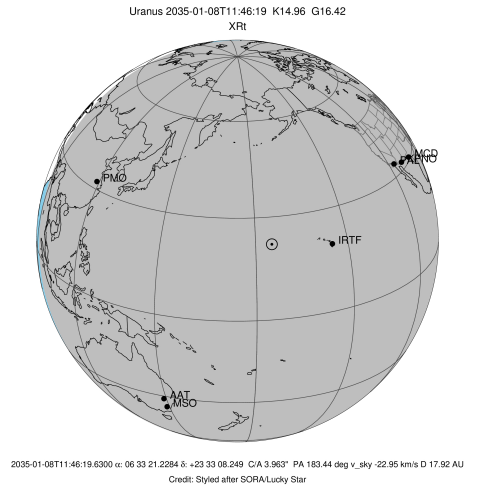 Uranus 2035-01-08T11:46:19 K14.96 G16.42
XRt
MCD
PMO
IRTF
AAT
MSO
2035-01-08T11:46:19.6300 α: 06 33 21.2284 δ: +23 33 08.249 C/A 3.963" PA 183.44 deg v_sky -22.95 km/s D 17.92 AU
Credit: Styled after SORA/Lucky Star